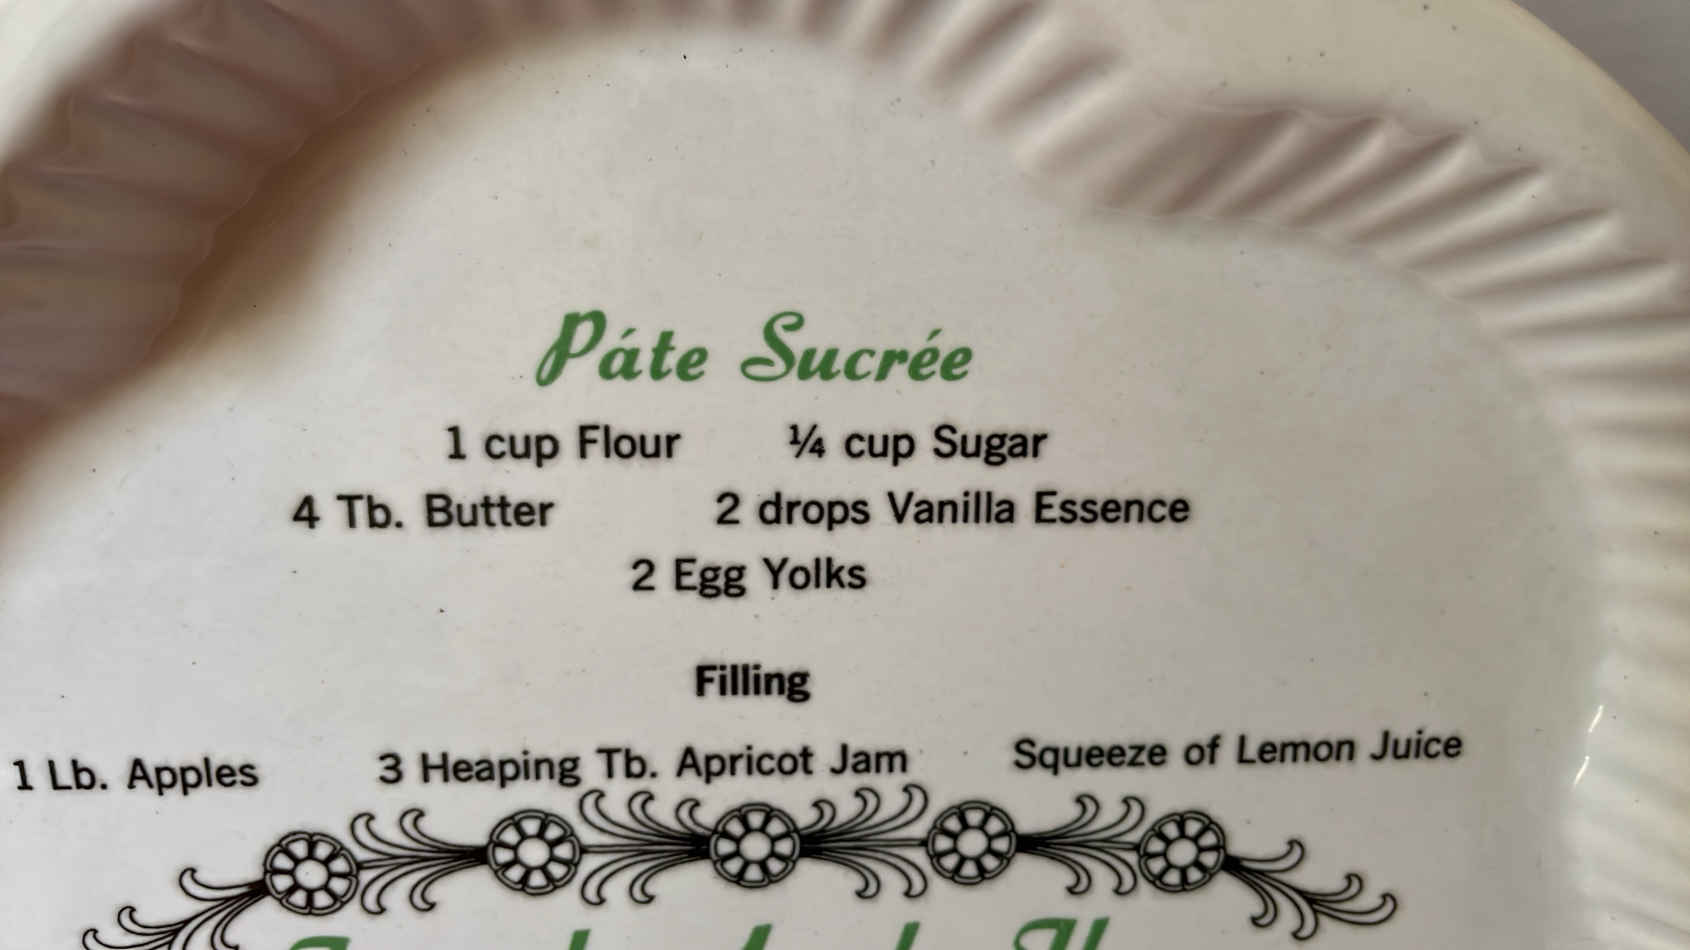 Páte Sucrée
1 cup Flour ¼ cup Sugar
4 Tb. Butter 2 drops Vanilla Essence
2 Egg Yolks
Filling
1 Lb. Apples 3 Heaping Tb. Apricot Jam Squeeze of Lemon Juice